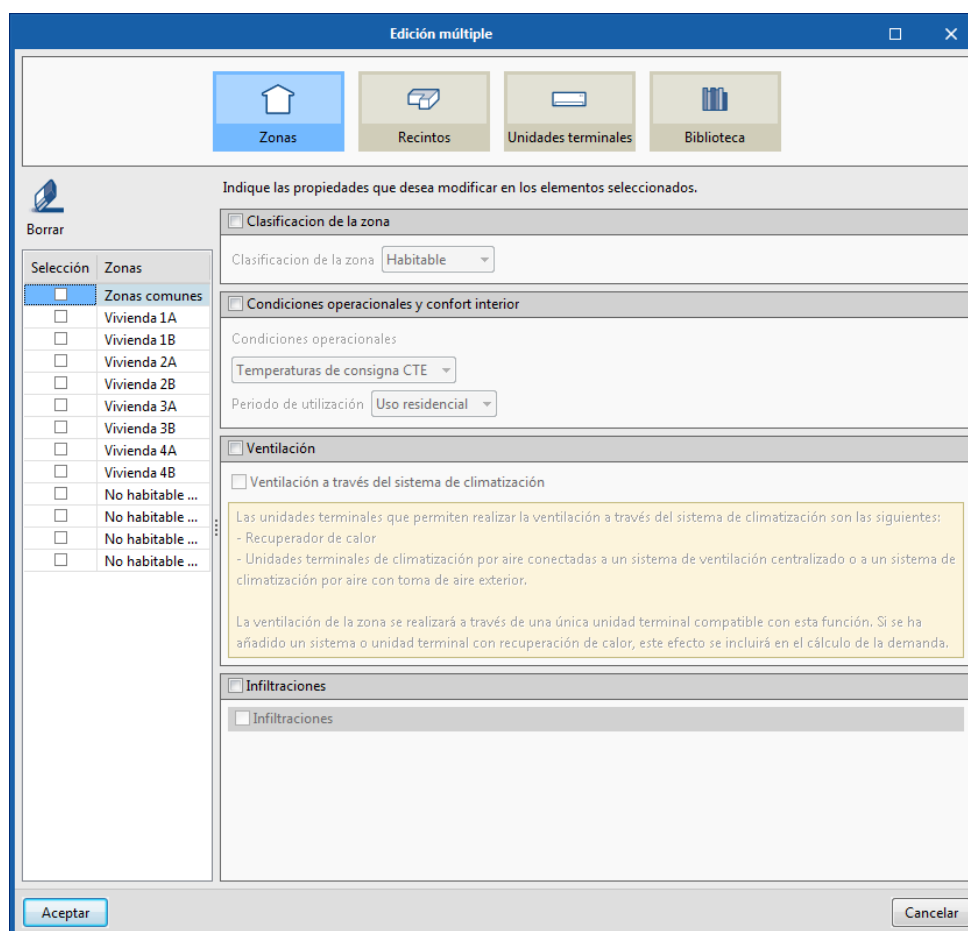 Edición múltiple
Zonas
Recintos
Unidades terminales
Biblioteca
Borrar
Selección Zonas
Zonas comunes
Vivienda 1A
Vivienda 1B
Vivienda 2A
Vivienda 2B
Vivienda 3A
Vivienda 3B
Vivienda 4A
Vivienda 4B
No habitable ...
No habitable ...
No habitable ...
No habitable ...
Indique las propiedades que desea modificar en los elementos seleccionados.
Clasificacion de la zona
Clasificacion de la zona Habitable
Condiciones operacionales y confort interior
Condiciones operacionales
Temperaturas de consigna CTE
Periodo de utilización Uso residencial
Ventilación
Ventilación a través del sistema de climatización
Las unidades terminales que permiten realizar la ventilación a través del sistema de climatización son las siguientes:
- Recuperador de calor
- Unidades terminales de climatización por aire conectadas a un sistema de ventilación centralizado o a un sistema de
climatización por aire con toma de aire exterior.
La ventilación de la zona se realizará a través de una única unidad terminal compatible con esta función. Si se ha
añadido un sistema o unidad terminal con recuperación de calor, este efecto se incluirá en el cálculo de la demanda.
Infiltraciones
Infiltraciones
Aceptar
Cancelar